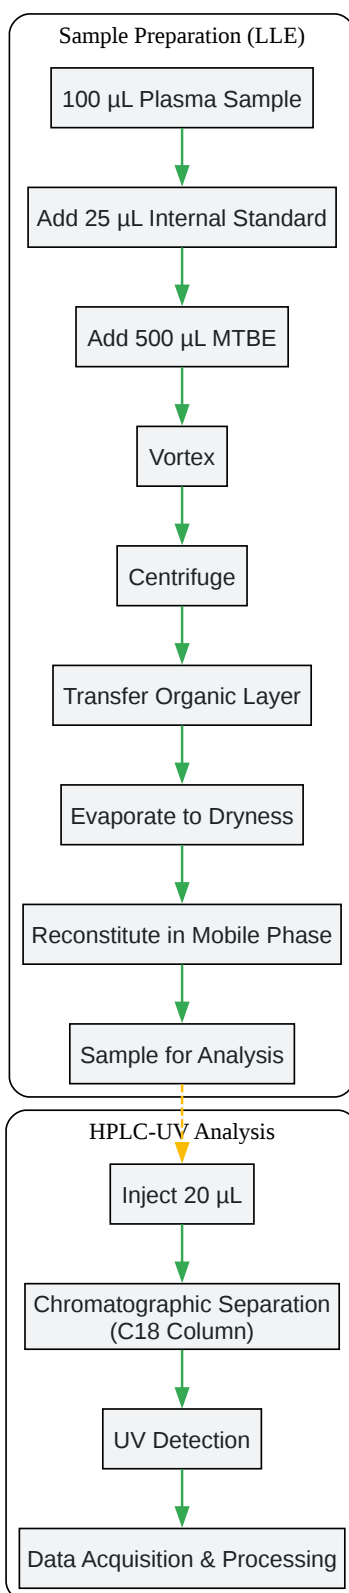 Sample Preparation (LLE)
100 µL Plasma Sample
Add 25 µL Internal Standard
Add 500 µL MTBE
Vortex
Centrifuge
Transfer Organic Layer
Evaporate to Dryness
Reconstitute in Mobile Phase
Sample for Analysis
HPLC-UV Analysis
Inject 20 µL
Chromatographic Separation
(C18 Column)
UV Detection
Data Acquisition & Processing